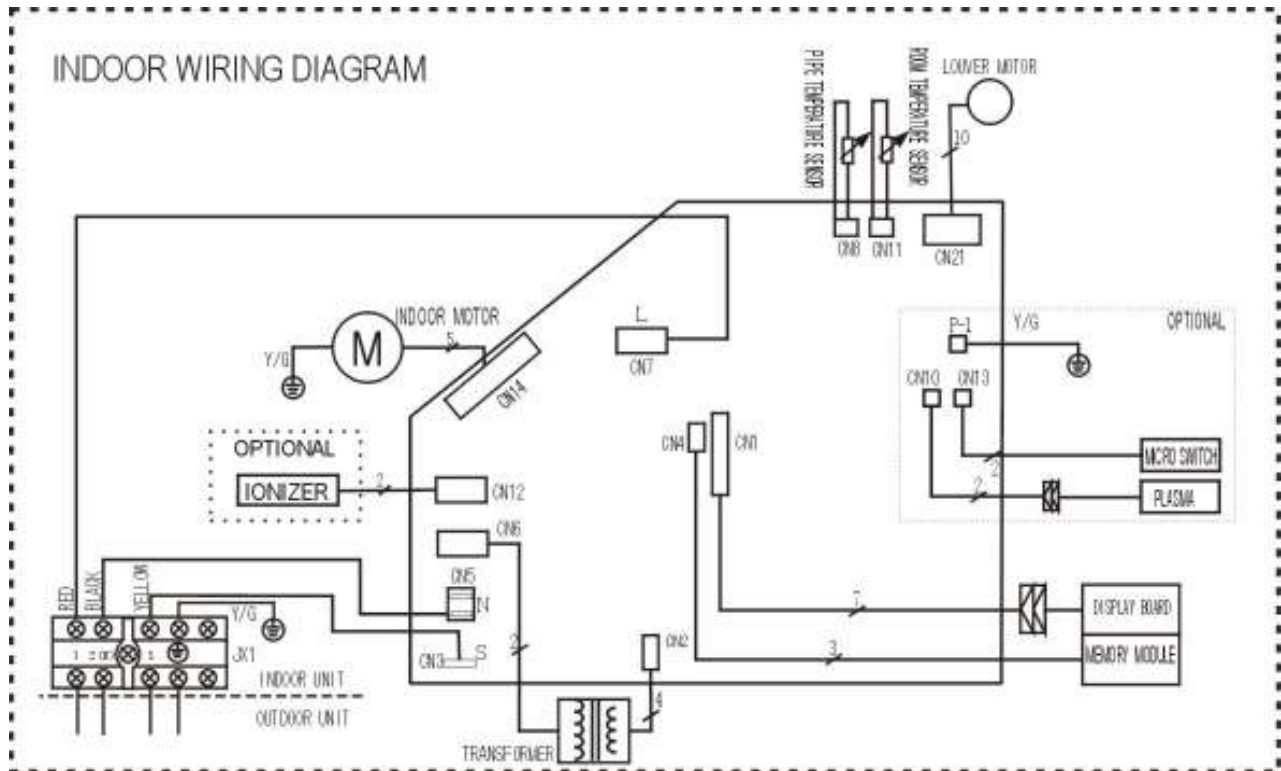 INDOOR WIRING DIAGRAM
PIPE TEMPERATURE SENSOR
ROOM TEMPERATURE SENSOR
LOUVER MOTOR
10
CN8
CN11
CN21
INDOOR MOTOR
M
5
Y/G
CN14
L
CN7
P-1
Y/G
OPTIONAL
CN10
CN13
2
MICRO SWITCH
2
PLASMA
CN4
CN1
OPTIONAL
IONIZER
2
CN12
CN6
CN5
N
RED
BLACK
YELLOW
Y/G
JX1
CN3
S
2
CN2
7
DISPLAY BOARD
3
MEMORY MODULE
INDOOR UNIT
OUTDOOR UNIT
4
TRANSFORMER